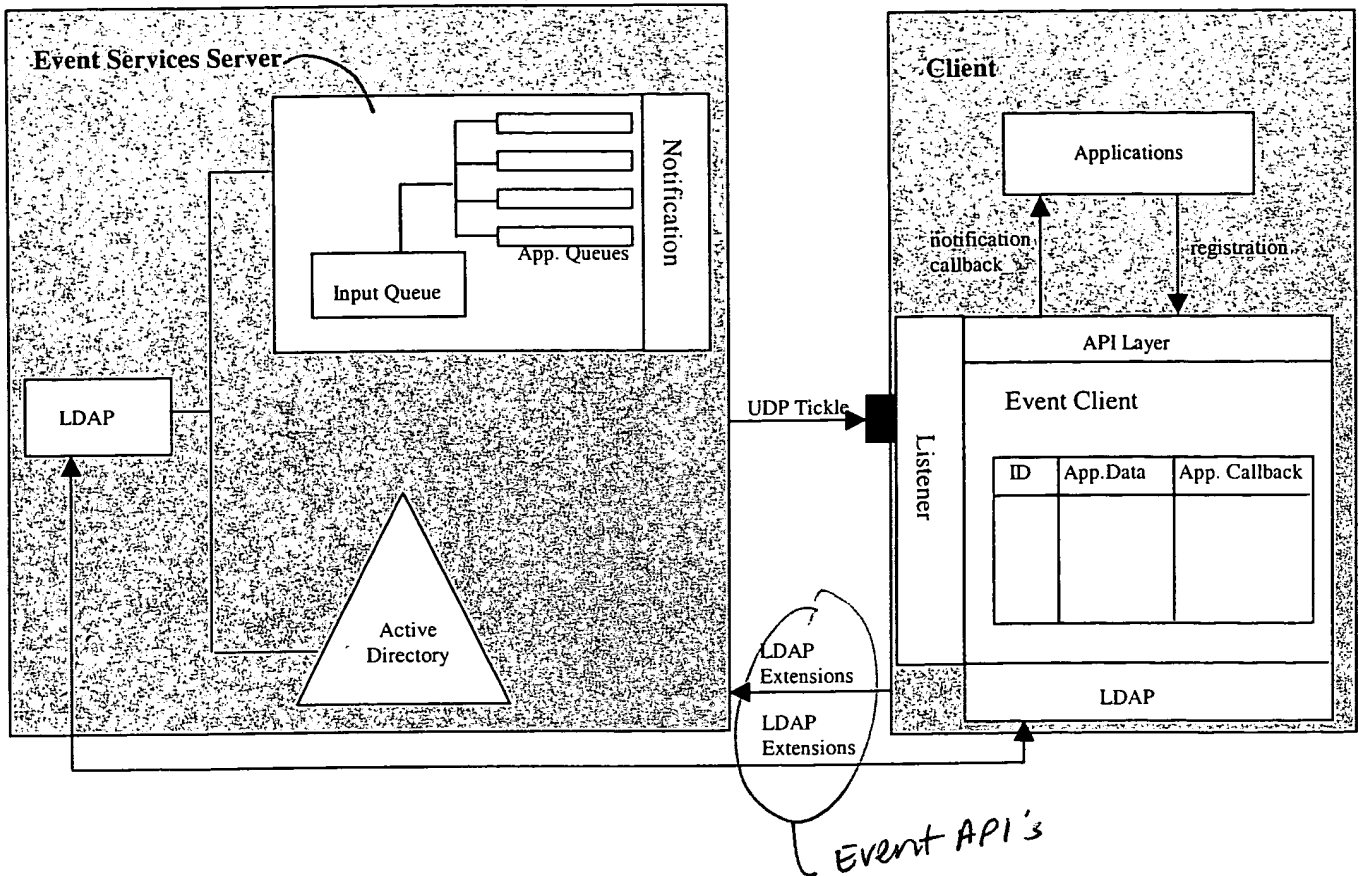 Event Services Server
Notification
App. Queues
Input Queue
LDAP
Active
Directory
UDP Tickle
LDAP
Extensions
LDAP
Extensions
Event API's
Client
Applications
notification
callback
registration
API Layer
Event Client
Listener
ID App.Data App. Callback
LDAP